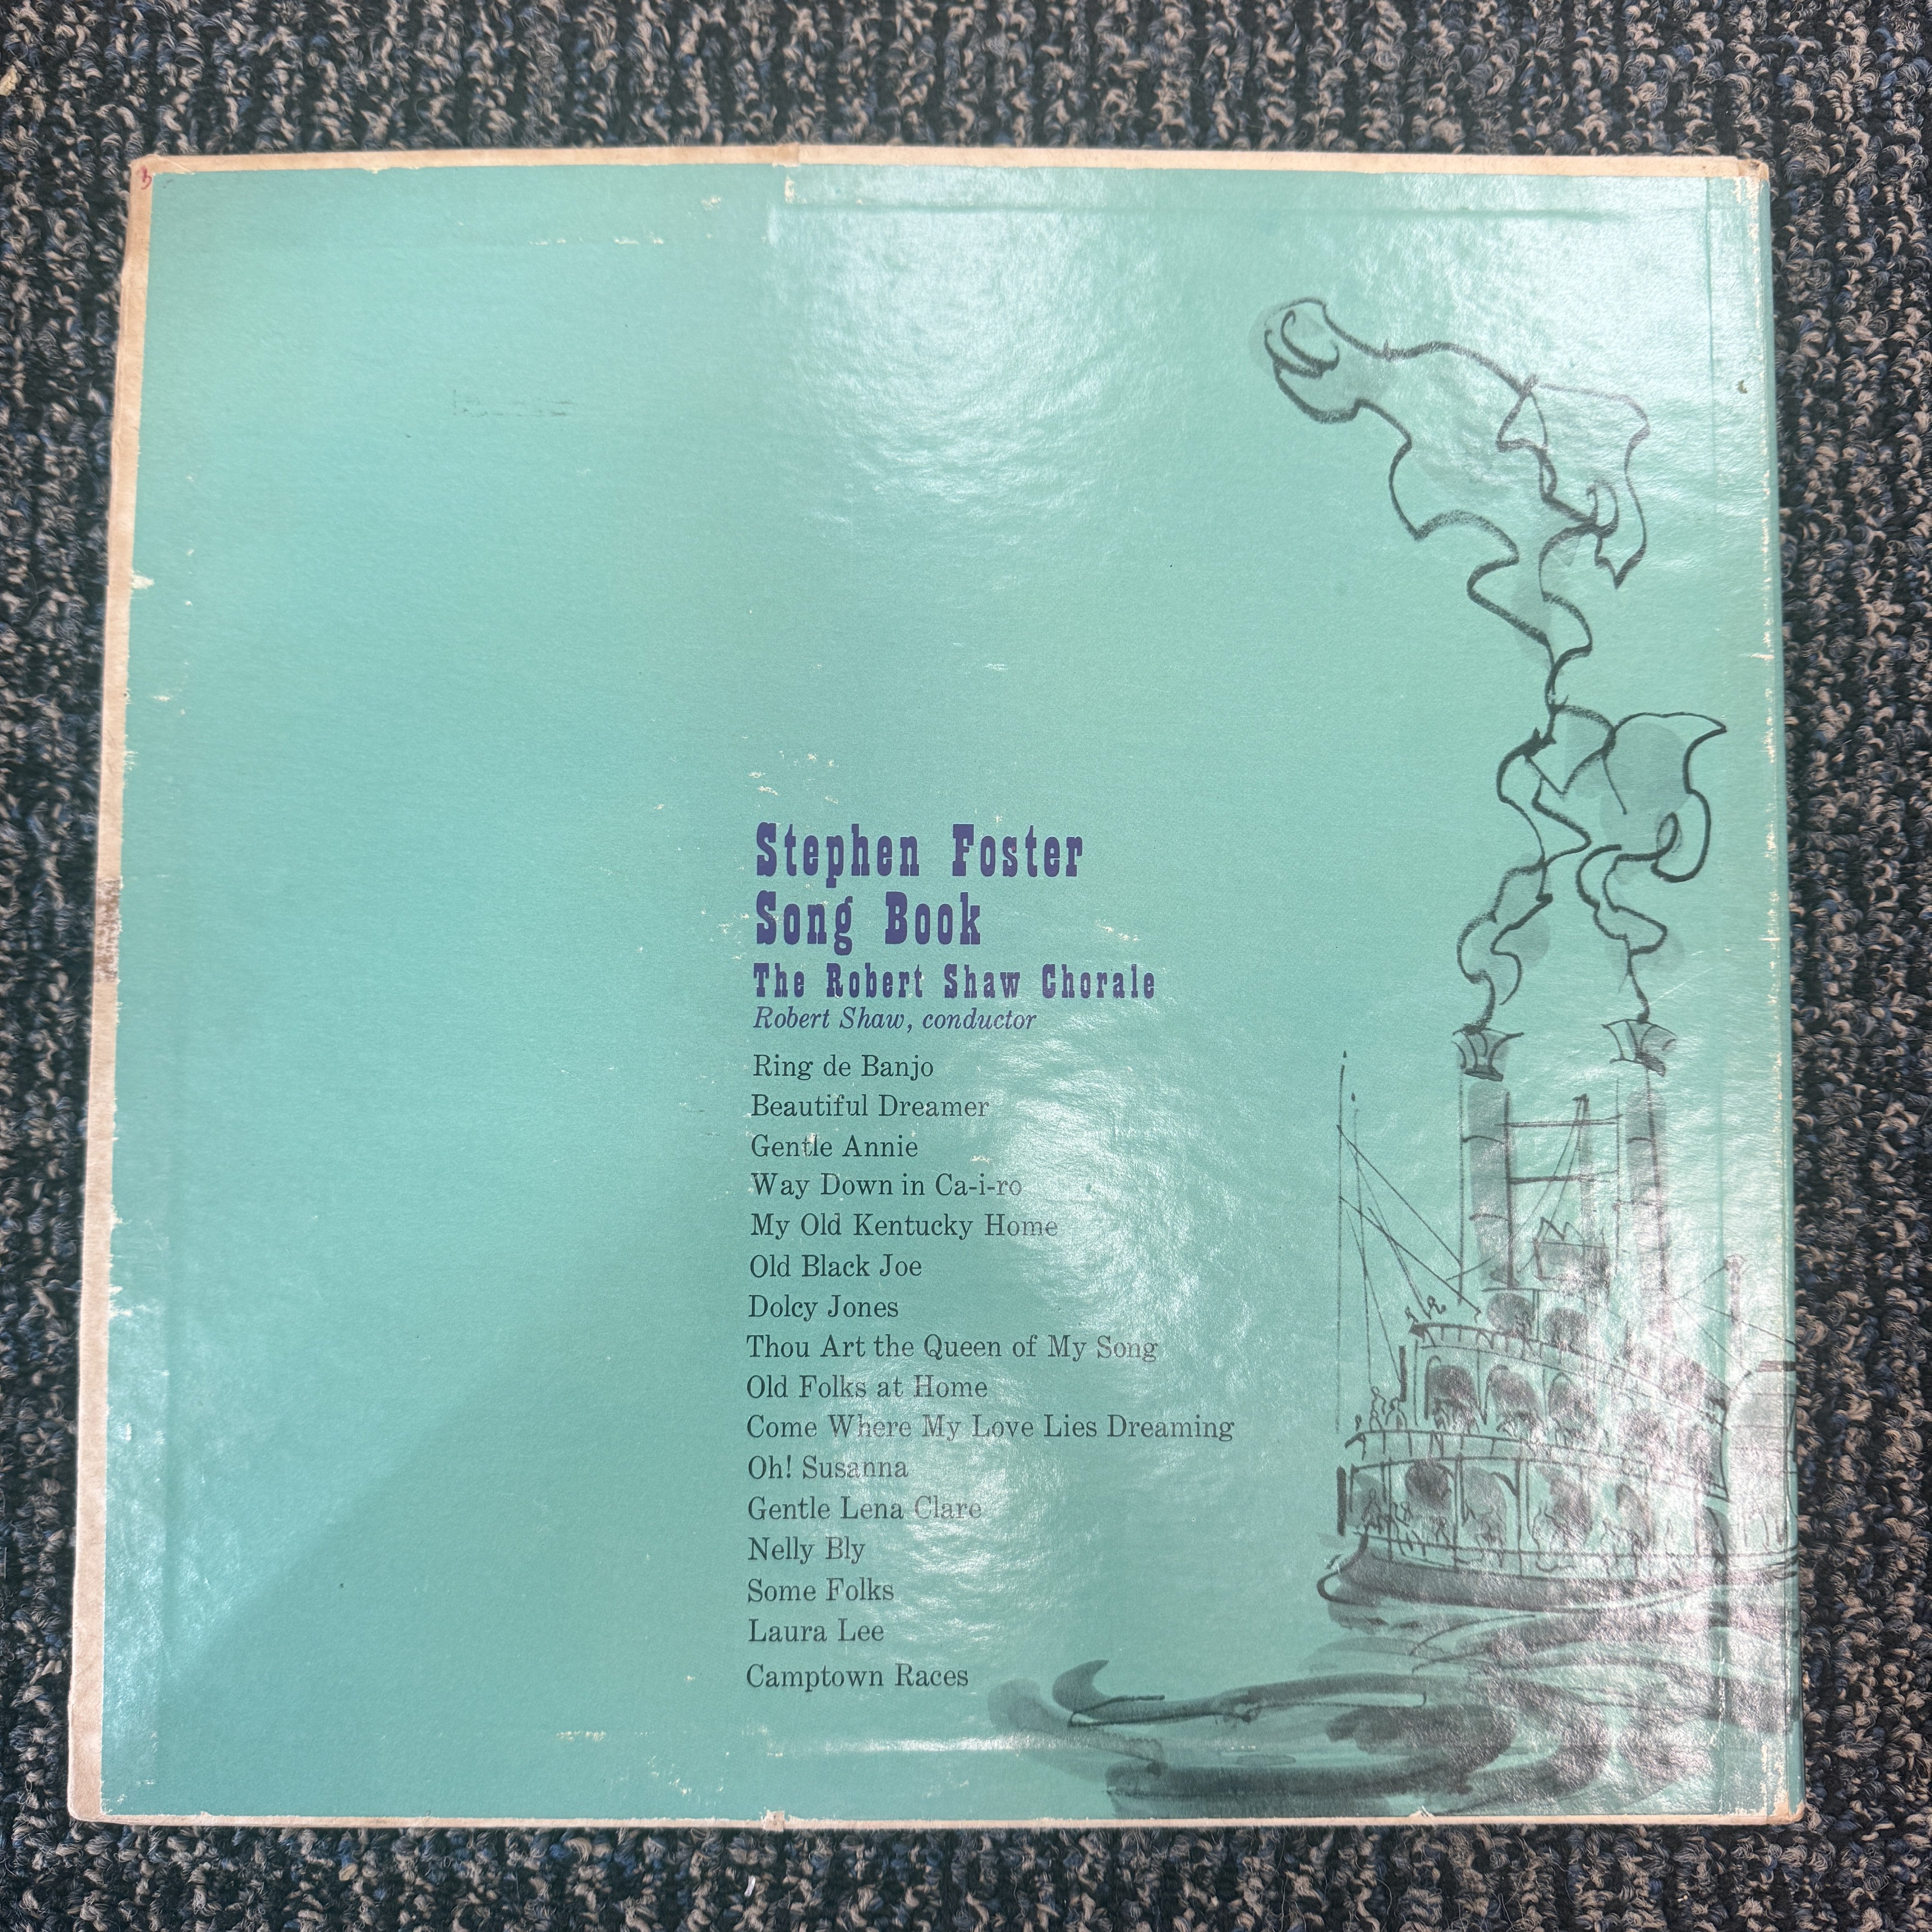 Stephen Foster
Song Book
The Robert Shaw Chorale
Robert Shaw, conductor
Ring de Banjo
Beautiful Dreamer
Gentle Annie
Way Down in Ca-i-ro
My Old Kentucky Home
Old Black Joe
Dolcy Jones
Thou Art the Queen of My Song
Old Folks at Home
Come Where My Love Lies Dreaming
Oh! Susanna
Gentle Lena Clare
Nelly Bly
Some Folks
Laura Lee
Camptown Races